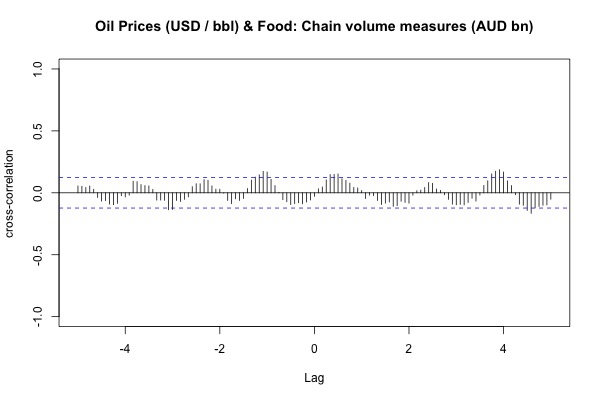 Oil Prices (USD / bbl) & Food: Chain volume measures (AUD bn)
1.0
0.5
0.0
-0.5
-1.0
cross-correlation
-4 -2 0 2 4
Lag